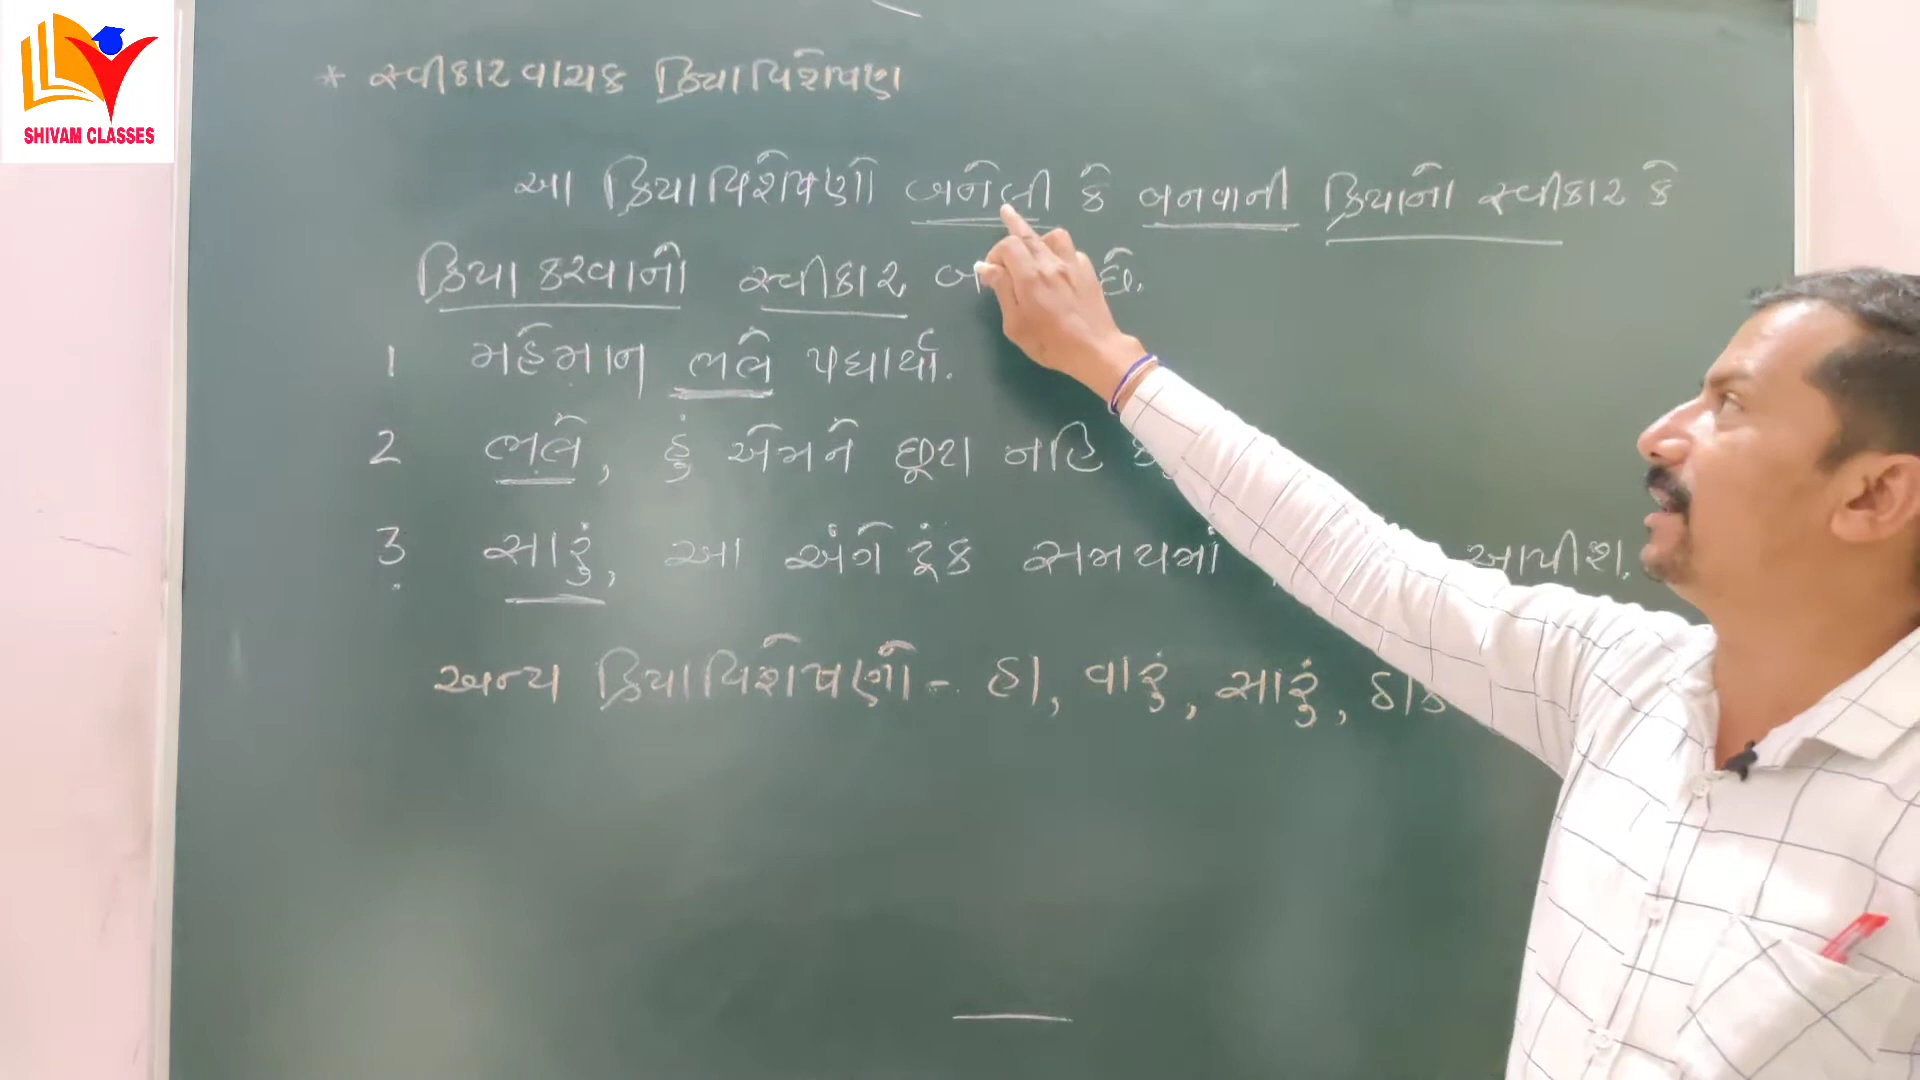 SHIVAM CLASSES
* સ્વીકારવાચક ક્રિયાવિશેષણ
આ ક્રિયાવિશેષણો બનેલી કે બનવાની ક્રિયાનો સ્વીકાર કે
ક્રિયા કરવાનો સ્વીકાર છે.
1 મહેમાન ભલે પધાર્યા.
2 ભલે, હું એમને છૂટા નહિ
3 સારું, આ અંગે ટૂંક સમયમાં આપીશ.
અન્ય ક્રિયાવિશેષણો - હા, વારું, સારું,